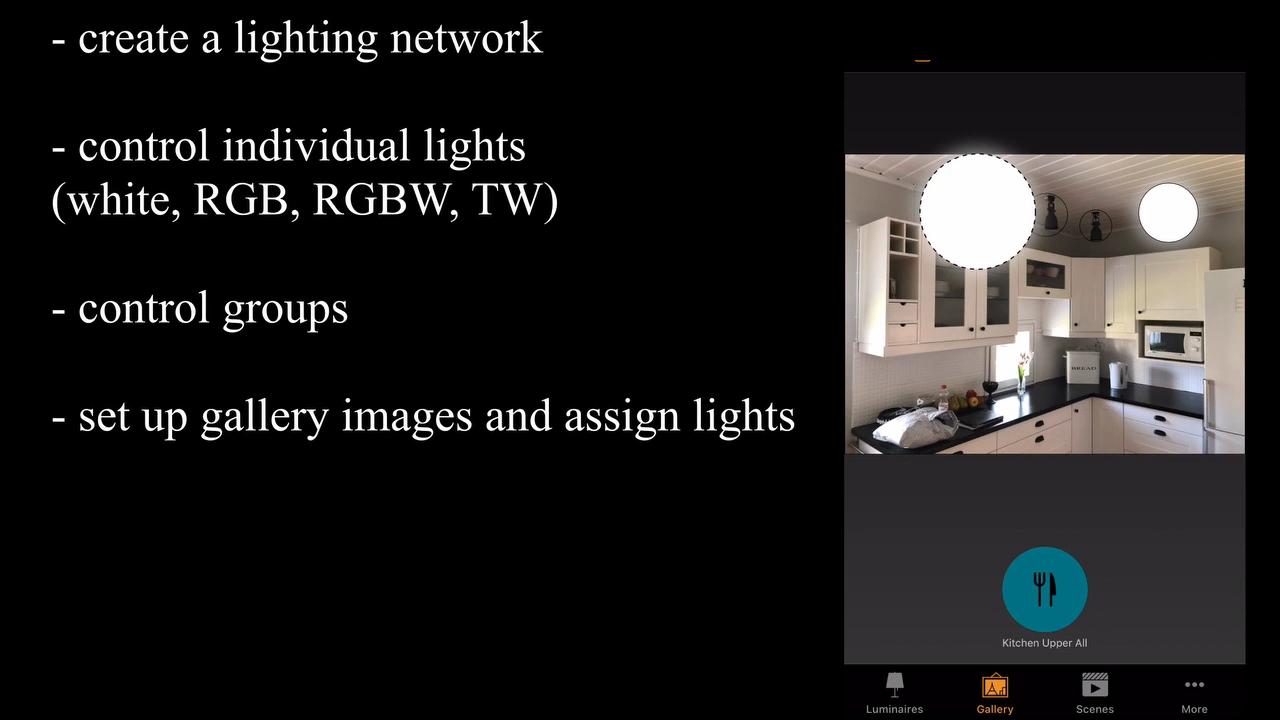 - create a lighting network
- control individual lights
(white, RGB, RGBW, TW)
- control groups
- set up gallery images and assign lights
BREAD
Kitchen Upper All
Luminaires
Gallery
Scenes
More